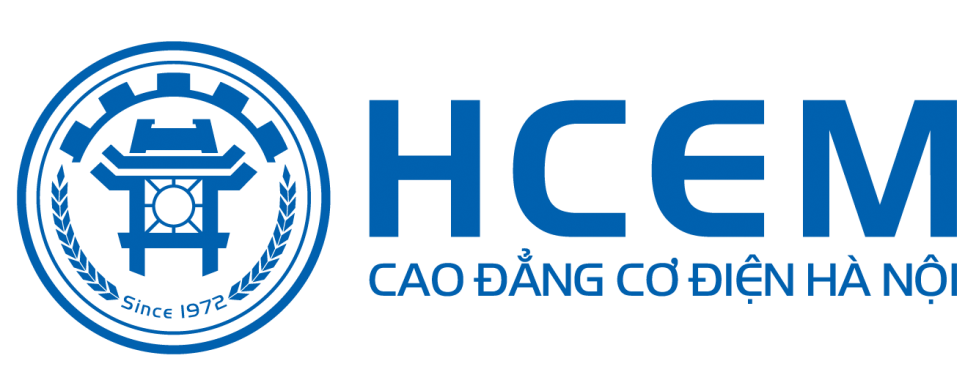 Since 1972
HCEM
CAO ĐẲNG CƠ ĐIỆN HÀ NỘI